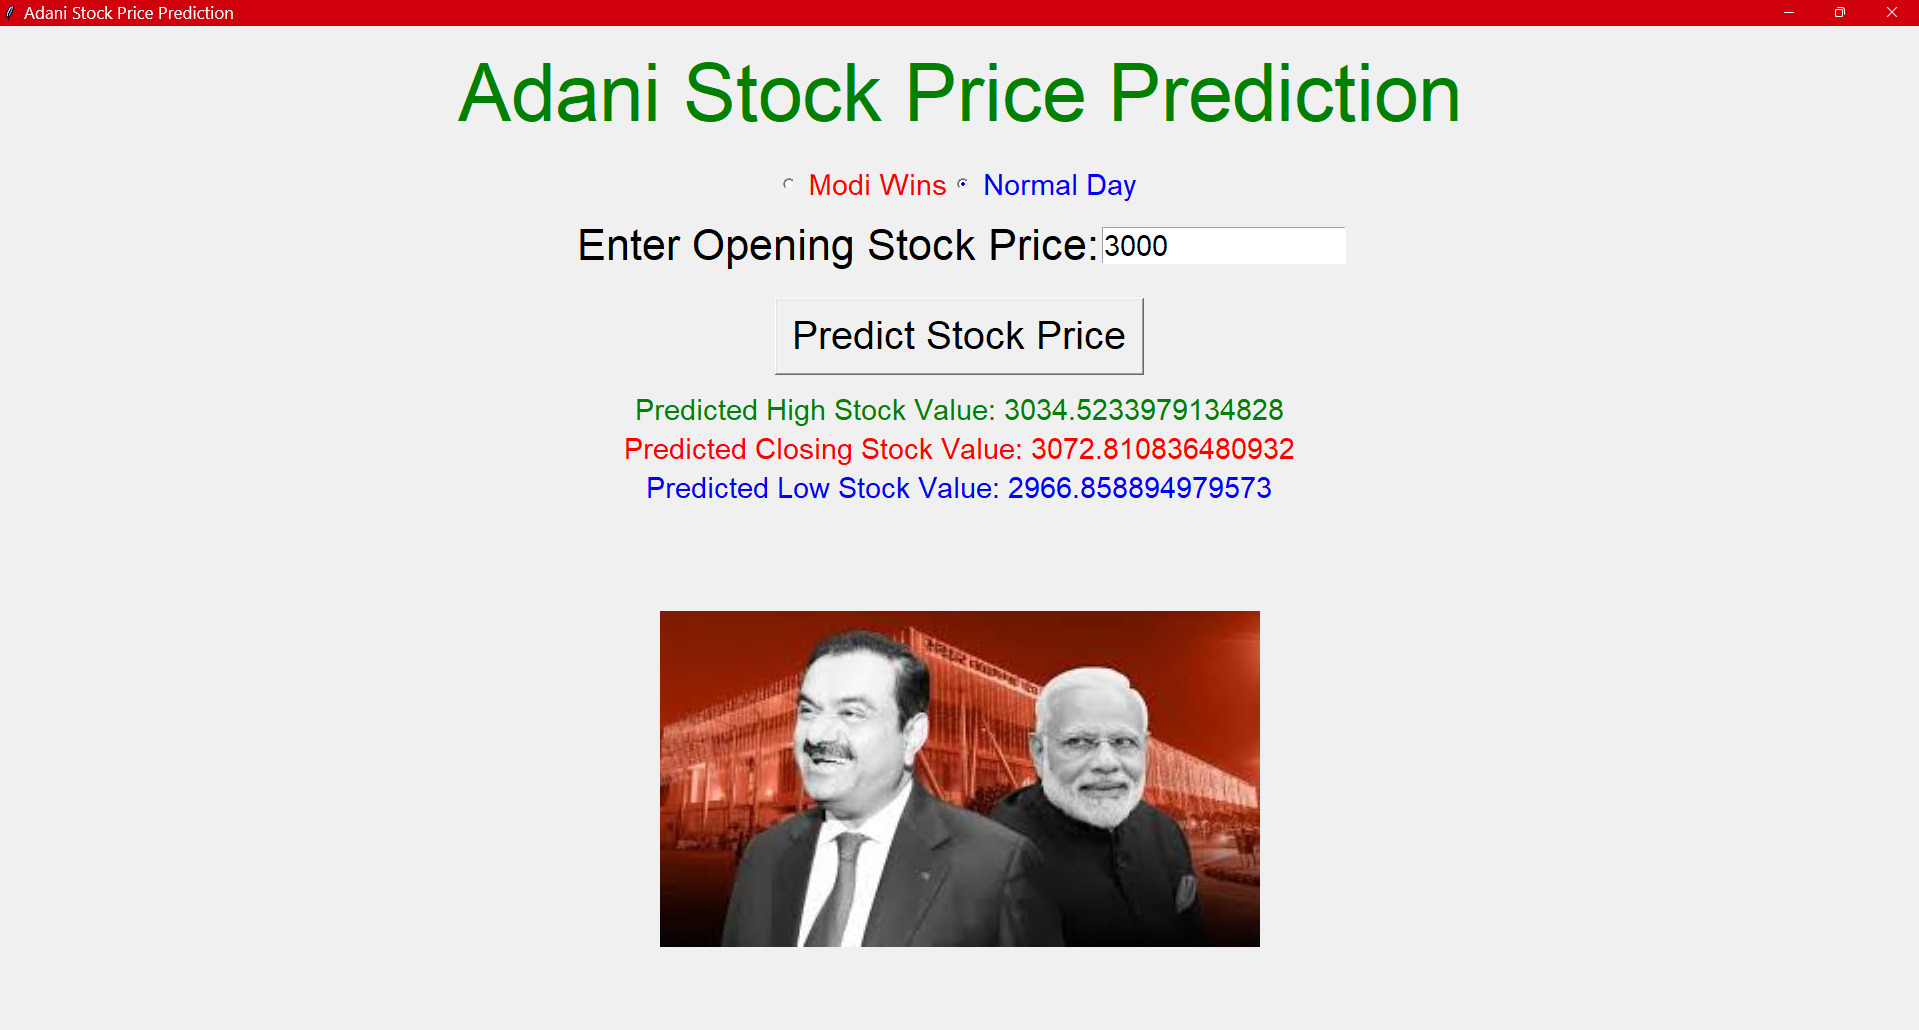 Adani Stock Price Prediction
Adani Stock Price Prediction
Modi Wins Normal Day
Enter Opening Stock Price: 3000
Predict Stock Price
Predicted High Stock Value: 3034.5233979134828
Predicted Closing Stock Value: 3072.810836480932
Predicted Low Stock Value: 2966.858894979573